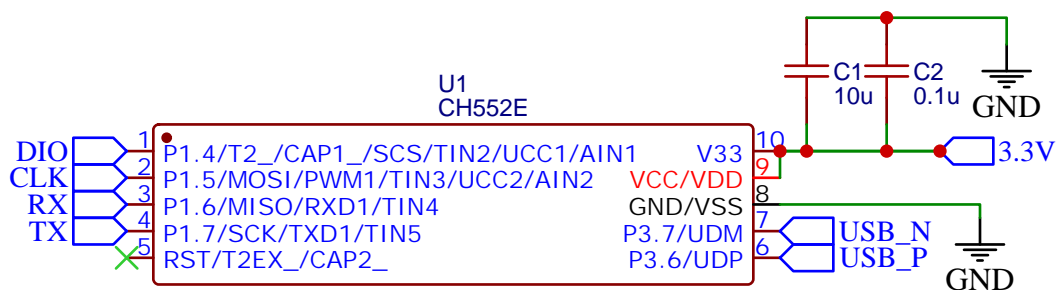 U1
CH552E
C1
10u
C2
0.1u
GND
DIO 1 P1.4/T2_/CAP1_/SCS/TIN2/UCC1/AIN1 V33 10
CLK 2 P1.5/MOSI/PWM1/TIN3/UCC2/AIN2 VCC/VDD 9 3.3V
RX 3 P1.6/MISO/RXD1/TIN4 GND/VSS 8
TX 4 P1.7/SCK/TXD1/TIN5 P3.7/UDM 7 USB_N
5 RST/T2EX_/CAP2_ P3.6/UDP 6 USB_P
GND